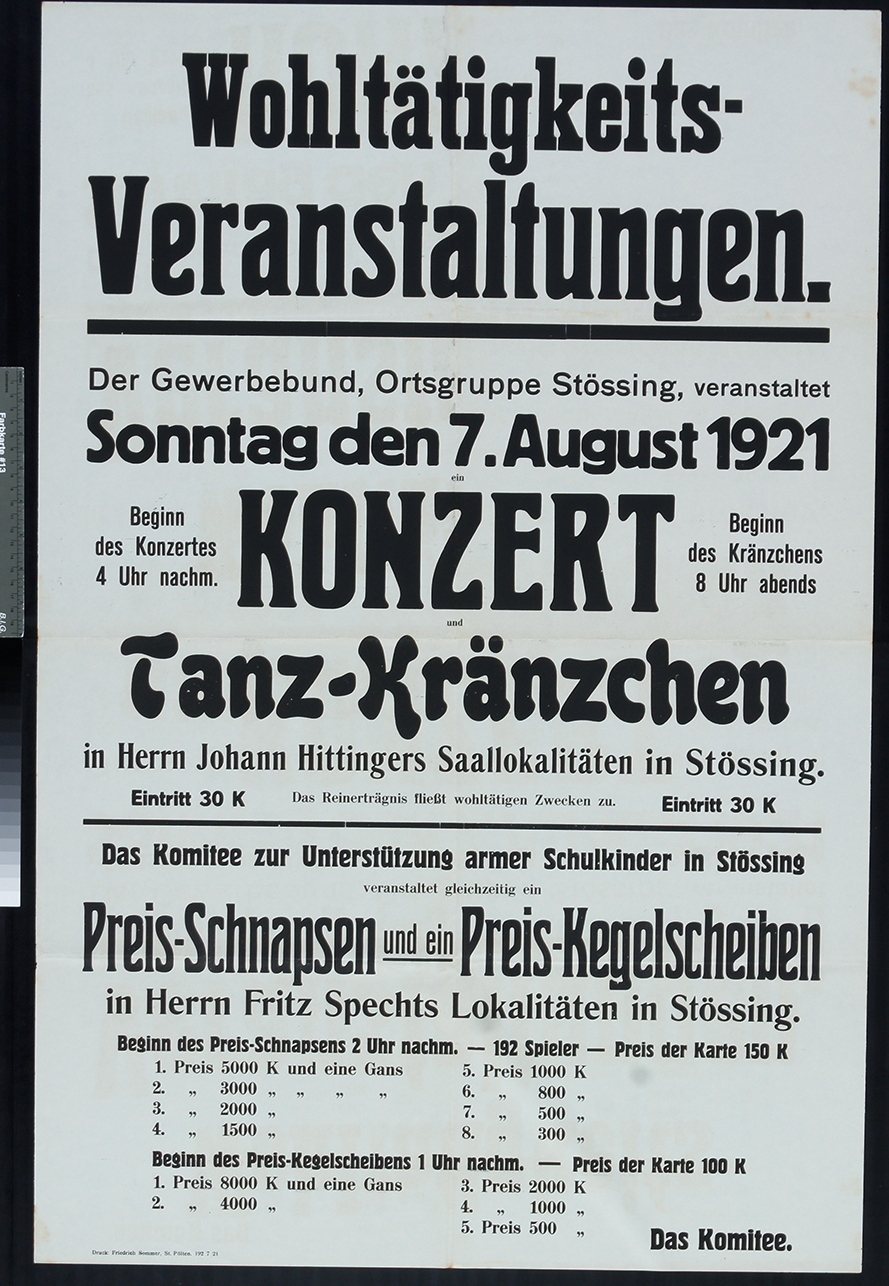 Wohltätigkeits-
Veranstaltungen.
Der Gewerbebund, Ortsgruppe Stössing, veranstaltet
Sonntag den 7. August 1921
ein
Beginn
des Konzertes
4 Uhr nachm.
KONZERT
Beginn
des Kränzchens
8 Uhr abends
und
Tanz-Kränzchen
in Herrn Johann Hittingers Saallokalitäten in Stössing.
Eintritt 30 K Das Reinerträgnis fließt wohltätigen Zwecken zu. Eintritt 30 K
Das Komitee zur Unterstützung armer Schulkinder in Stössing
veranstaltet gleichzeitig ein
Preis-Schnapsen und ein Preis-Kegelscheiben
in Herrn Fritz Spechts Lokalitäten in Stössing.
Beginn des Preis-Schnapsens 2 Uhr nachm. — 192 Spieler — Preis der Karte 150 K
1. Preis 5000 K und eine Gans
2. „ 3000 „ „ „ „
3. „ 2000 „
4. „ 1500 „
5. Preis 1000 K
6. „ 800 „
7. „ 500 „
8. „ 300 „
Beginn des Preis-Kegelscheibens 1 Uhr nachm. — Preis der Karte 100 K
1. Preis 8000 K und eine Gans
2. „ 4000 „
3. Preis 2000 K
4. „ 1000 „
5. Preis 500 „
Das Komitee.
Druck Friedrich Sommer, St. Pölten. 192 7 21
Farbkarte #13
B.I.G.